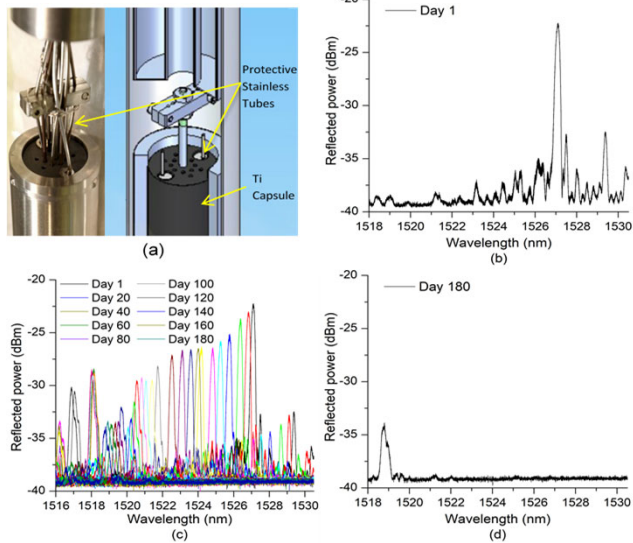 Protective
Stainless
Tubes
Ti
Capsule
(a)
Day 1
Reflected power (dBm)
-25
-30
-35
-40
1518 1520 1522 1524 1526 1528 1530
Wavelength (nm)
(b)
-20
-25
-30
-35
-40
Reflected power (dBm)
Day 1 Day 100
Day 20 Day 120
Day 40 Day 140
Day 60 Day 160
Day 80 Day 180
1516 1518 1520 1522 1524 1526 1528 1530
Wavelength (nm)
(c)
Day 180
Reflected power (dBm)
-20
-25
-30
-35
-40
1518 1520 1522 1524 1526 1528 1530
Wavelength (nm)
(d)